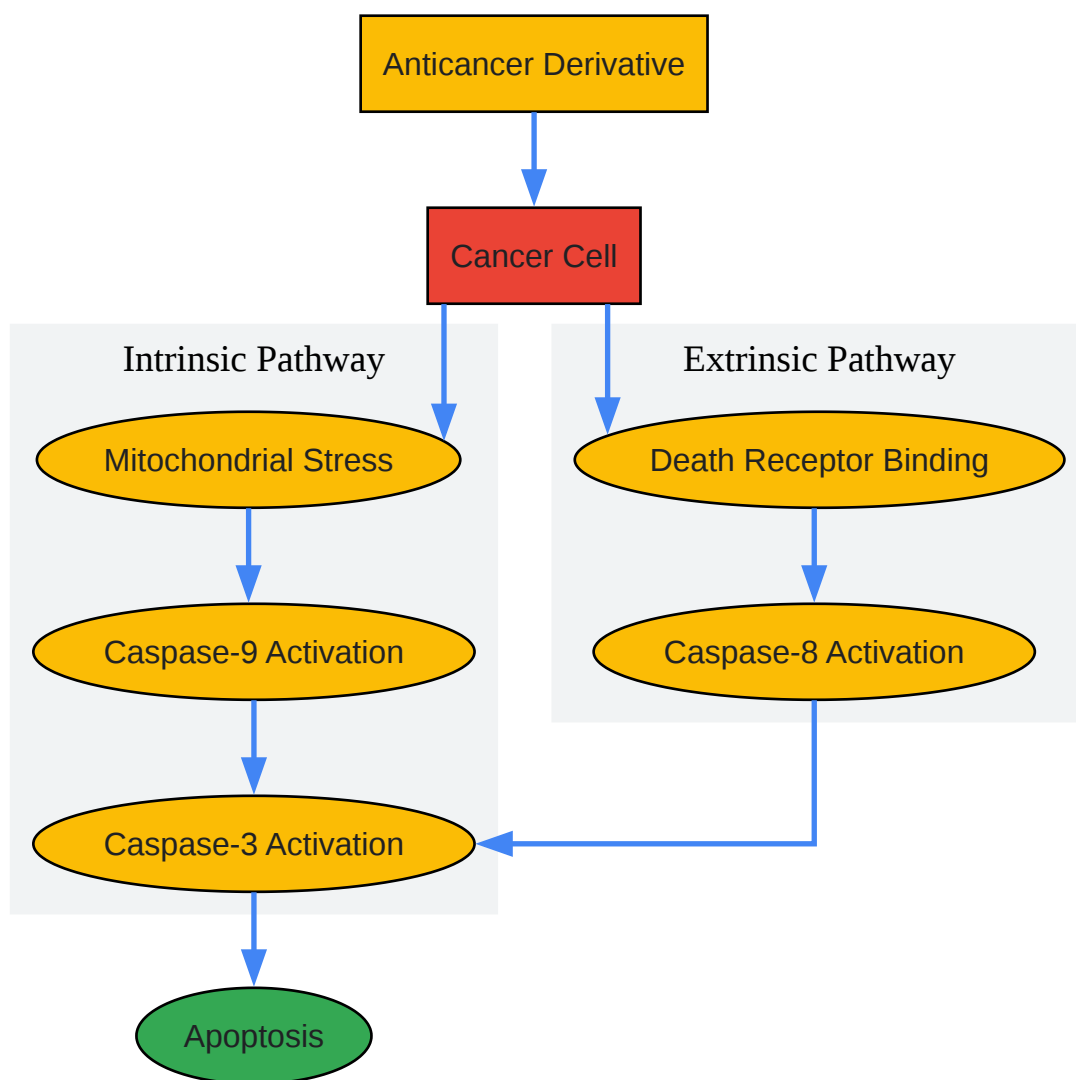 Anticancer Derivative
Cancer Cell
Intrinsic Pathway
Extrinsic Pathway
Mitochondrial Stress
Death Receptor Binding
Caspase-9 Activation
Caspase-8 Activation
Caspase-3 Activation
Apoptosis